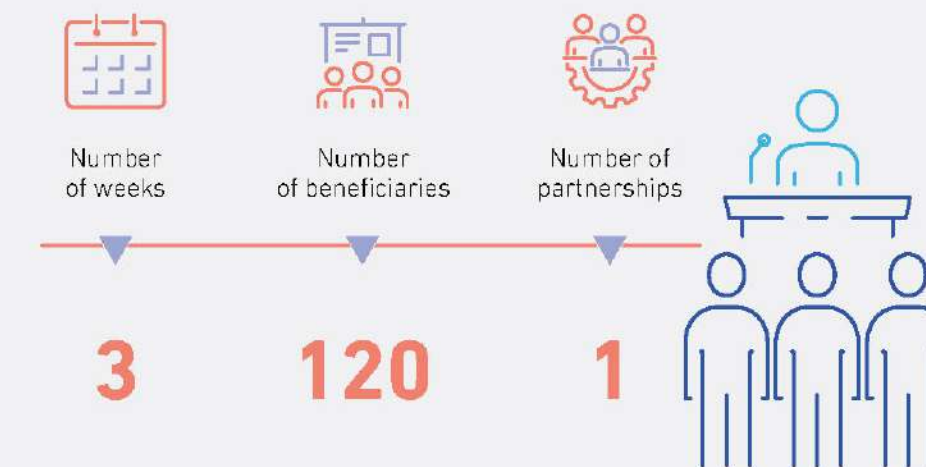 Number
of weeks
Number
of beneficiaries
Number of
partnerships
3
120
1